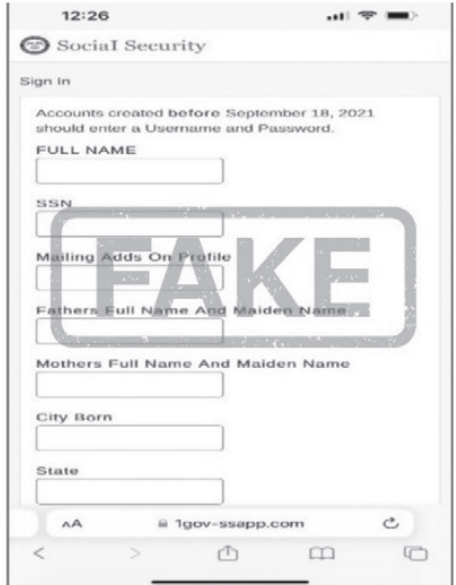 12:26
SociaI Security
Sign In
Accounts created before September 18, 2021
should enter a Username and Password.
FULL NAME
SSN
FAKE
Mailing Adds On Profile
Fathers Full Name And Maiden Name
Mothers Full Name And Maiden Name
City Born
State
AA
1gov-ssapp.com